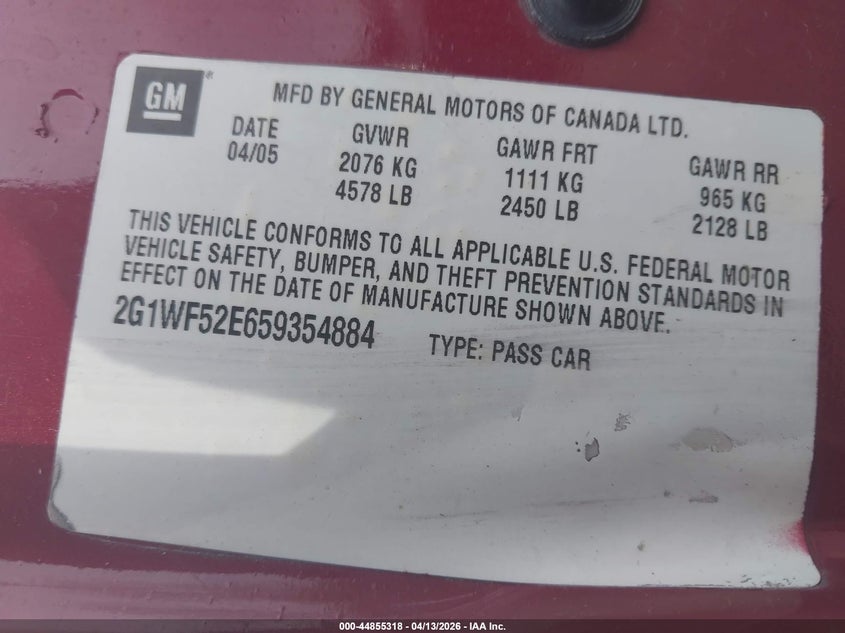 GM
MFD BY GENERAL MOTORS OF CANADA LTD.
DATE GVWR GAWR FRT GAWR RR
04/05 2076 KG 1111 KG 965 KG
4578 LB 2450 LB 2128 LB
THIS VEHICLE CONFORMS TO ALL APPLICABLE U.S. FEDERAL MOTOR
VEHICLE SAFETY, BUMPER, AND THEFT PREVENTION STANDARDS IN
EFFECT ON THE DATE OF MANUFACTURE SHOWN ABOVE.
2G1WF52E659354884 TYPE: PASS CAR
000-44855318 - 04/13/2026 - IAA Inc.